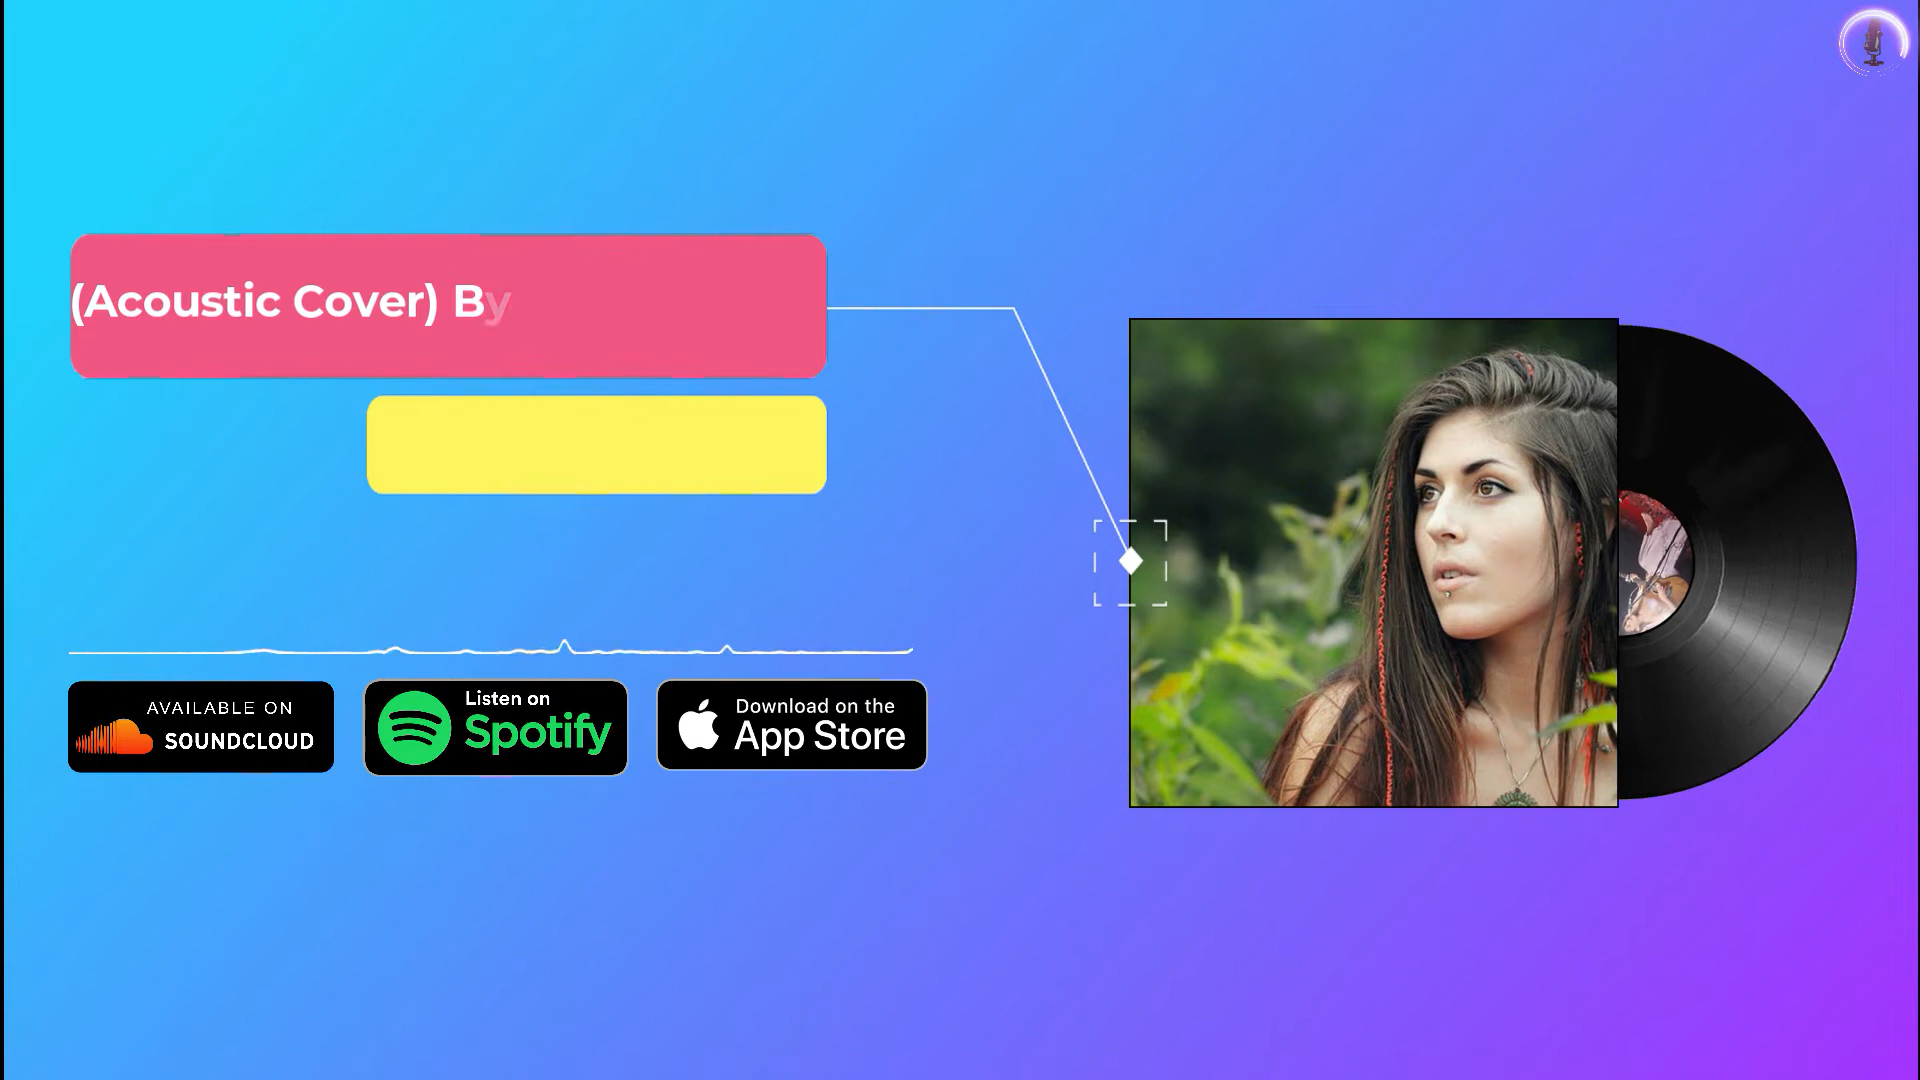 (Acoustic Cover) By
AVAILABLE ON
SOUNDCLOUD
Listen on
Spotify
Download on the
App Store